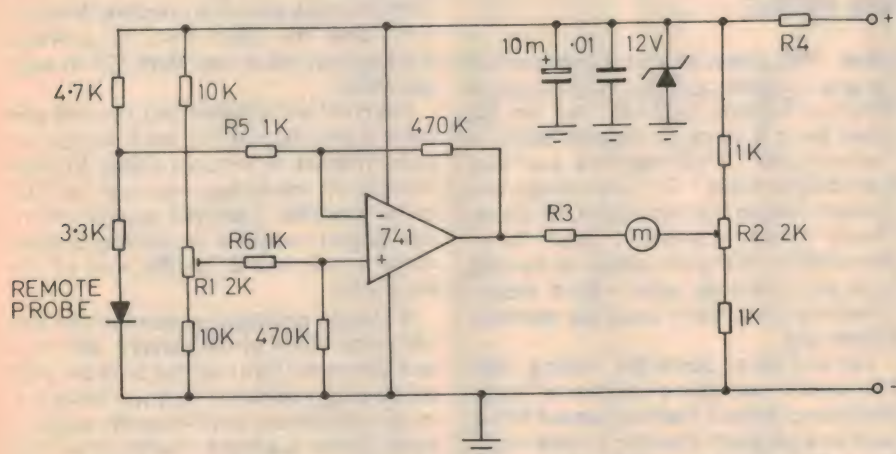 +
10m
+
.01
12V
R4
4.7K
10K
R5 1K
470K
1K
3.3K
R6 1K
-
741
+
R3
m
R2 2K
R1 2K
REMOTE
PROBE
10K
470K
1K
-